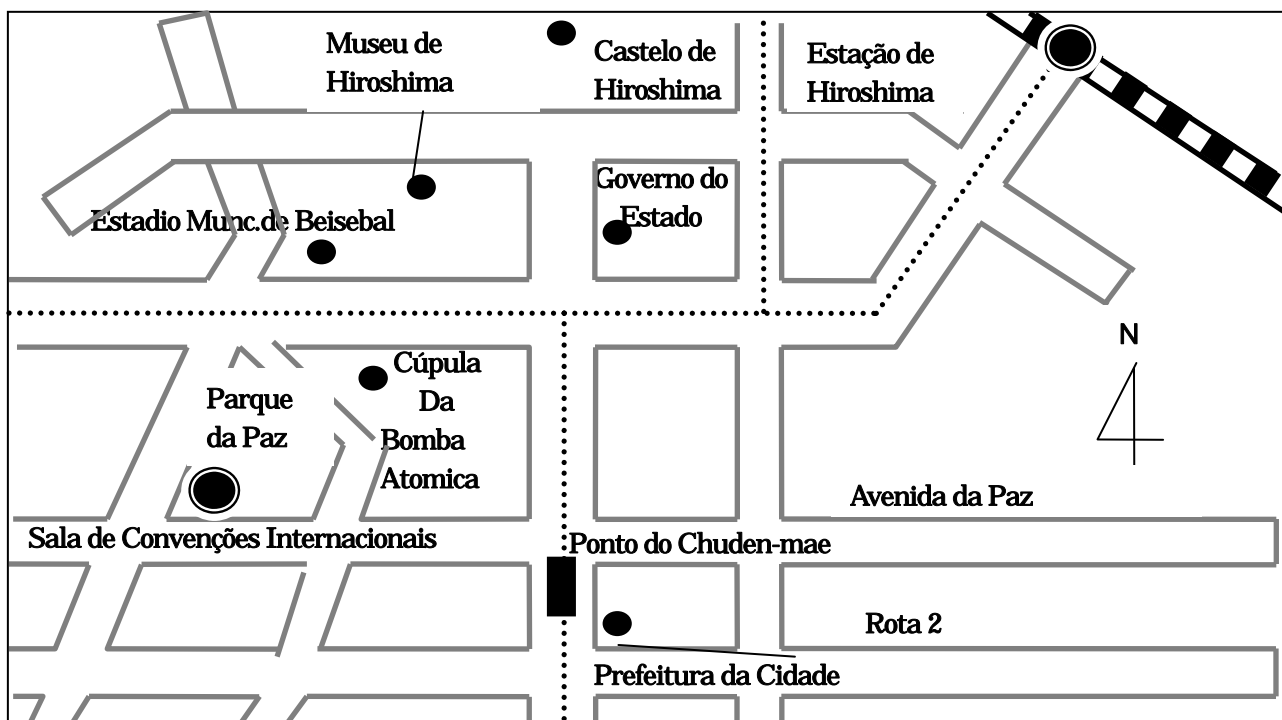 Museu de
Hiroshima
Castelo de
Hiroshima
Estação de
Hiroshima
Governo do
Estado
Estadio Munc.de Beisebal
N
Cúpula
Da
Bomba
Atomica
Parque
da Paz
Avenida da Paz
Sala de Convenções Internacionais
Ponto do Chuden-mae
Rota 2
Prefeitura da Cidade